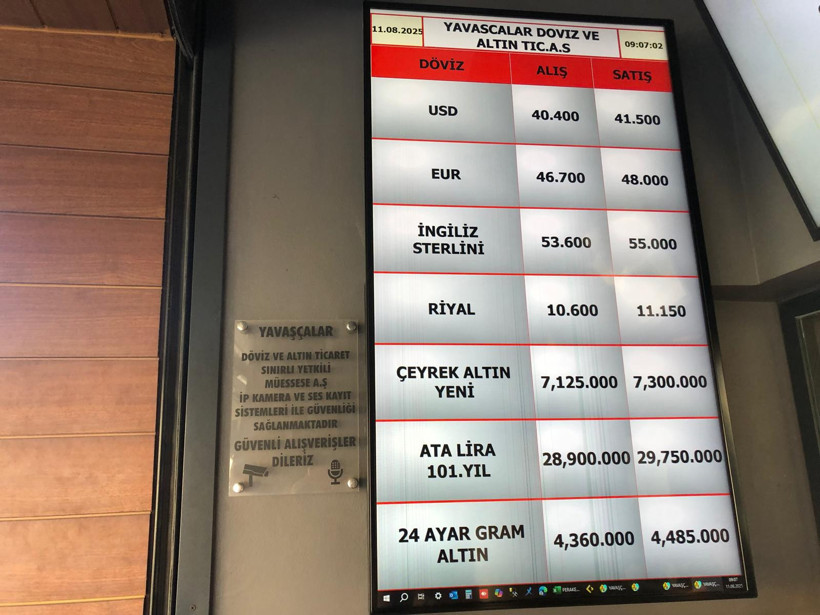 11.08.2025
YAVASCALAR DOVIZ VE
ALTIN TIC.A.S
09:07:02
DÖVİZ ALIŞ SATIŞ
USD 40.400 41.500
EUR 46.700 48.000
İNGİLİZ
STERLİNİ
53.600 55.000
RİYAL 10.600 11.150
ÇEYREK ALTIN
YENİ
7,125.000 7,300.000
ATA LİRA
101.YIL
28,900.000 29,750.000
24 AYAR GRAM
ALTIN
4,360.000 4,485.000
YAVAŞÇALAR
DÖVİZ VE ALTIN TİCARET
SINIRLI YETKİLİ
MÜESSESE A.Ş
İP KAMERA VE SES KAYIT
SİSTEMLERİ İLE GÜVENLİĞİ
SAĞLANMAKTADIR
GÜVENLİ ALIŞVERİŞLER
DİLERİZ